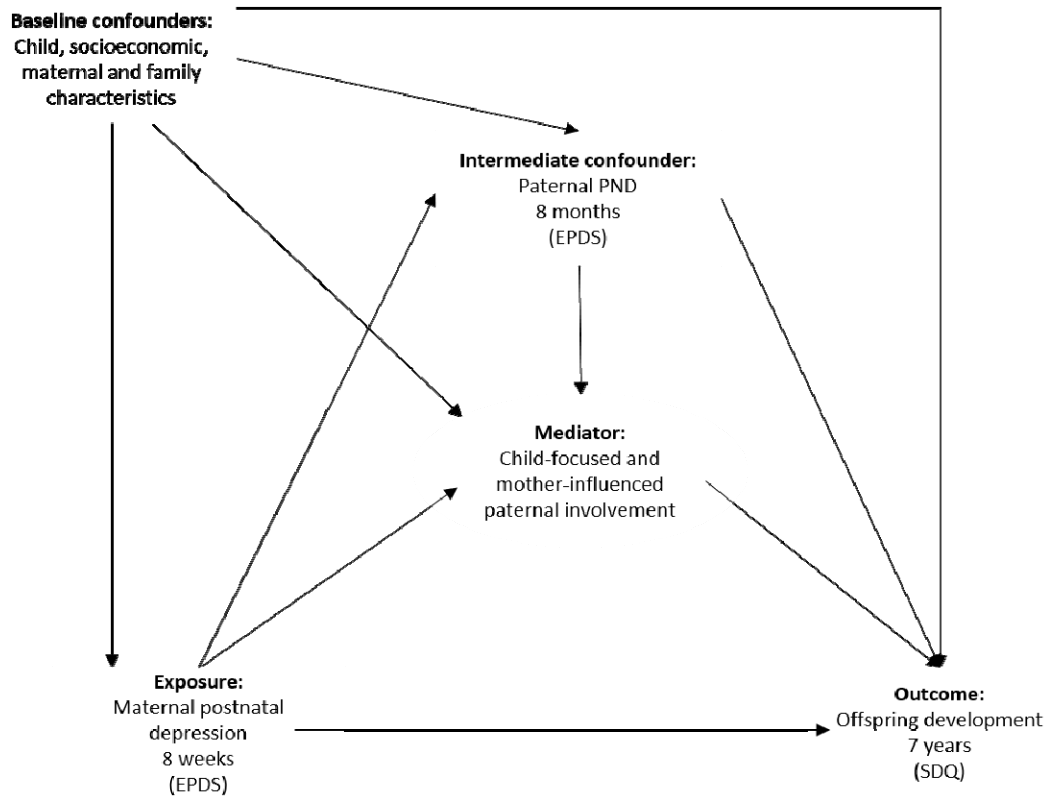 Baseline confounders:
Child, socioeconomic,
maternal and family
characteristics
Intermediate confounder:
Paternal PND
8 months
(EPDS)
Mediator:
Child-focused and
mother-influenced
paternal involvement
Exposure:
Maternal postnatal
depression
8 weeks
(EPDS)
Outcome:
Offspring development
7 years
(SDQ)